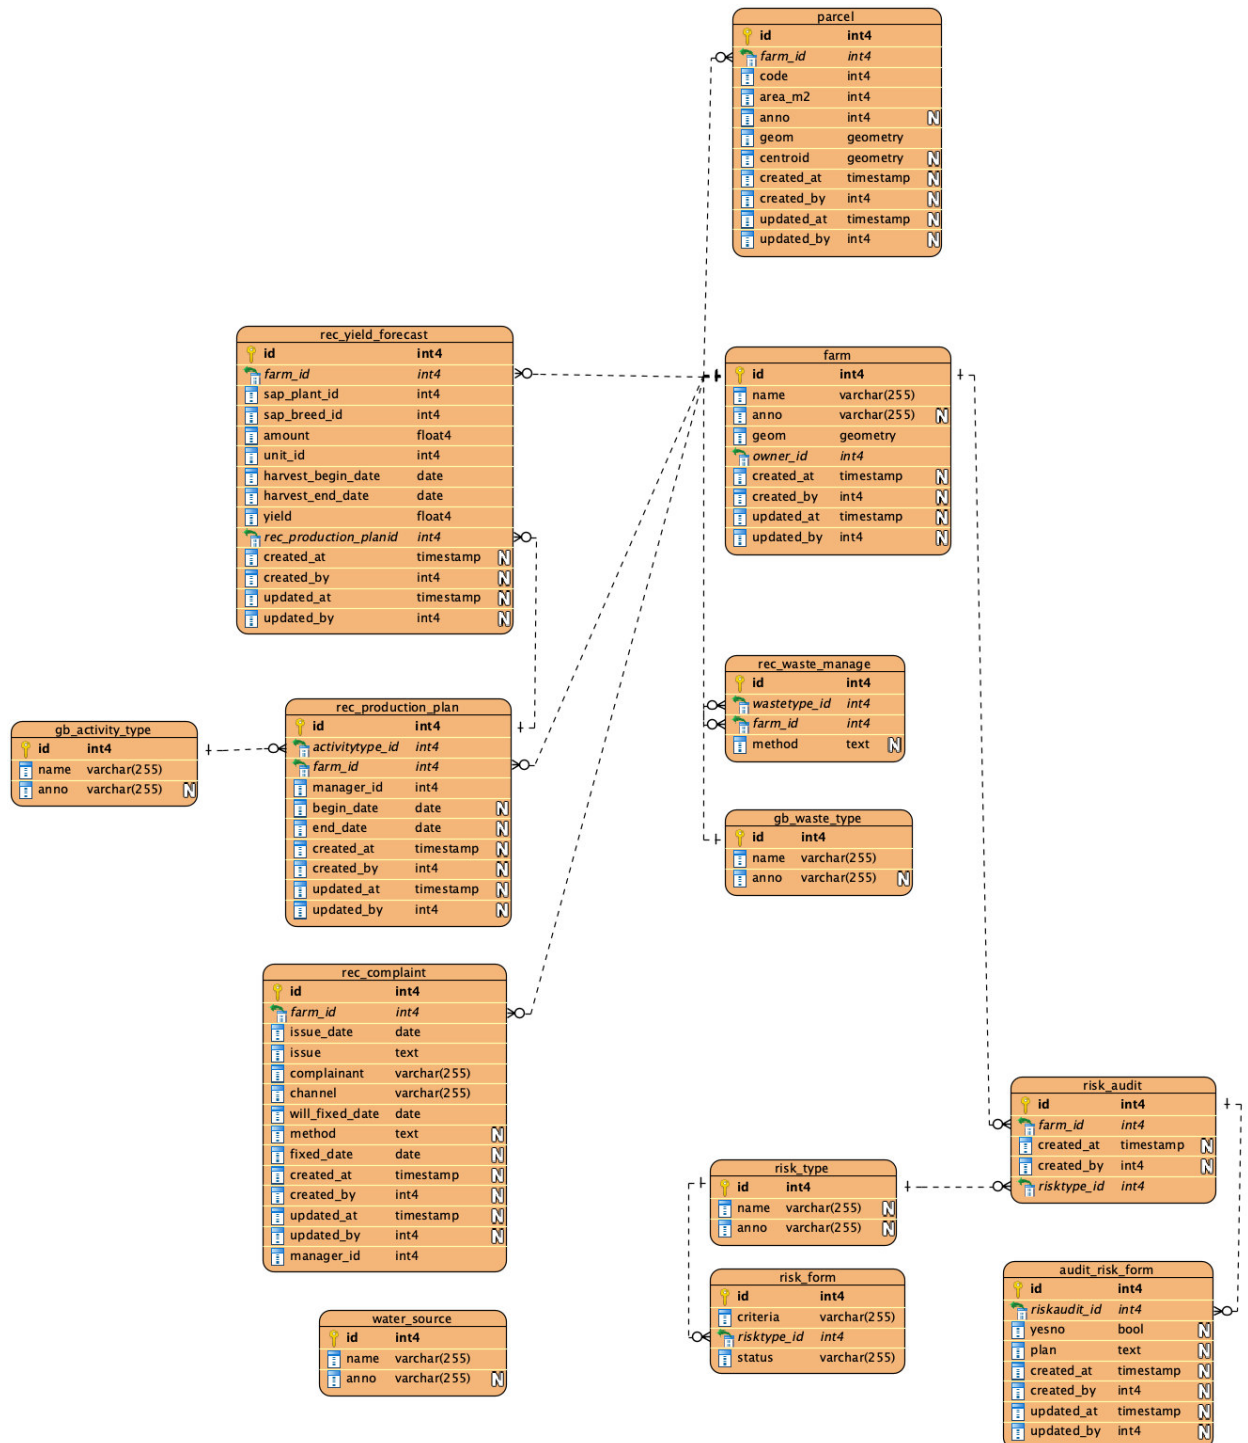 parcel
id int4
farm_id int4
code int4
area_m2 int4
anno int4 N
geom geometry
centroid geometry N
created_at timestamp N
created_by int4 N
updated_at timestamp N
updated_by int4 N
rec_yield_forecast
id int4
farm_id int4
sap_plant_id int4
sap_breed_id int4
amount float4
unit_id int4
harvest_begin_date date
harvest_end_date date
yield float4
rec_production_planid int4
created_at timestamp N
created_by int4 N
updated_at timestamp N
updated_by int4 N
farm
id int4
name varchar(255)
anno varchar(255) N
geom geometry
owner_id int4
created_at timestamp N
created_by int4 N
updated_at timestamp N
updated_by int4 N
rec_waste_manage
id int4
wastetype_id int4
farm_id int4
method text N
gb_activity_type
id int4
name varchar(255)
anno varchar(255) N
rec_production_plan
id int4
activitytype_id int4
farm_id int4
manager_id int4
begin_date date N
end_date date N
created_at timestamp N
created_by int4 N
updated_at timestamp N
updated_by int4 N
gb_waste_type
id int4
name varchar(255)
anno varchar(255) N
rec_complaint
id int4
farm_id int4
issue_date date
issue text
complainant varchar(255)
channel varchar(255)
will_fixed_date date
method text N
fixed_date date N
created_at timestamp N
created_by int4 N
updated_at timestamp N
updated_by int4 N
manager_id int4
risk_audit
id int4
farm_id int4
created_at timestamp N
created_by int4 N
risktype_id int4
risk_type
id int4
name varchar(255) N
anno varchar(255) N
risk_form
id int4
criteria varchar(255)
risktype_id int4
status varchar(255)
audit_risk_form
id int4
riskaudit_id int4
yesno bool N
plan text N
created_at timestamp N
created_by int4 N
updated_at timestamp N
updated_by int4 N
water_source
id int4
name varchar(255)
anno varchar(255) N